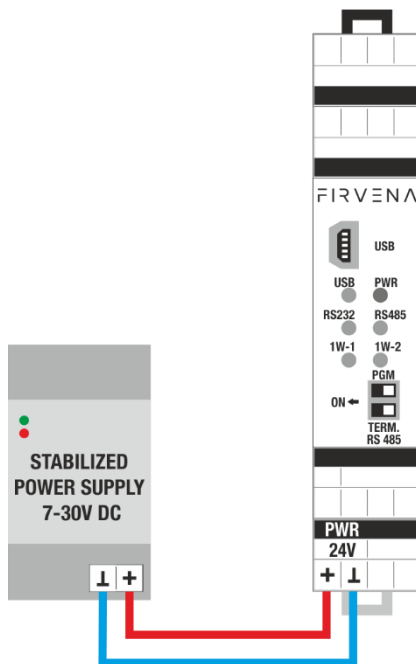 FIRVENA
USB
USB PWR
RS232 RS485
1W-1 1W-2
PGM
ON
TERM.
RS 485
STABILIZED
POWER SUPPLY
7-30V DC
PWR
24V
⊥ +
+ ⊥